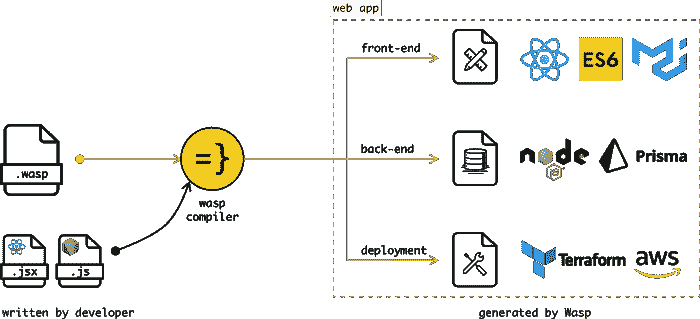 web app
front-end
ES6
.wasp
=}
wasp
compiler
back-end
node
JS
Prisma
.jsx
.js
deployment
Terraform
aws
written by developer
generated by Wasp